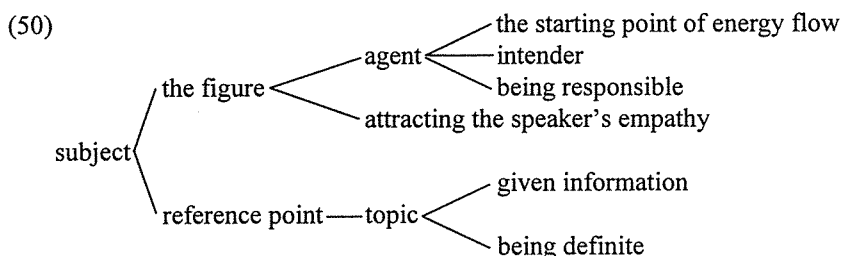 (50)
the starting point of energy flow
agent
intender
the figure
being responsible
attracting the speaker's empathy
subject
given information
reference point
topic
being definite